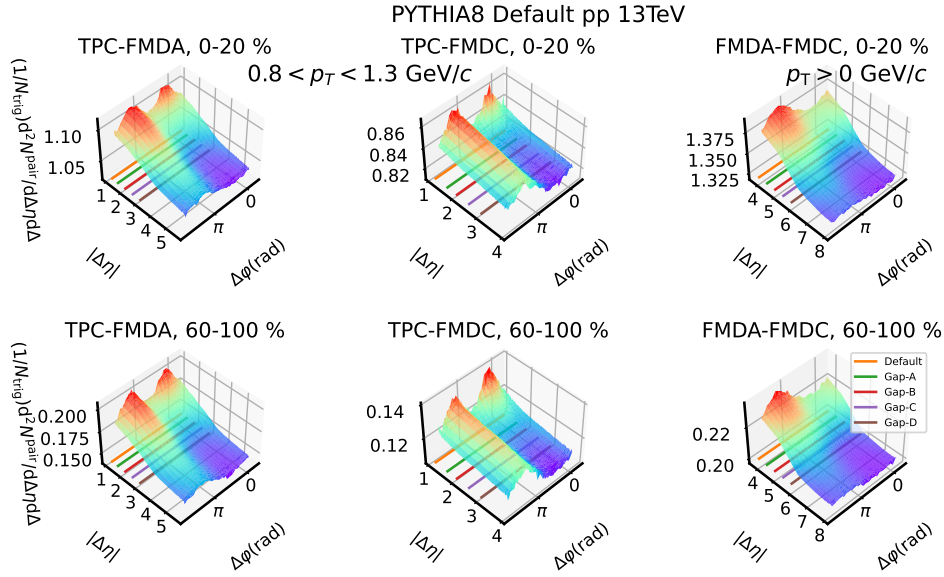 PYTHIA8 Default pp 13TeV
TPC-FMDA, 0-20 %
TPC-FMDC, 0-20 %
FMDA-FMDC, 0-20 %
0.8 < p_T < 1.3 GeV/c
p_T > 0 GeV/c
(1/N_trig)d²N^pair/dΔηdΔ
1.10
1.05
1 2 3 4 5
π
0
|Δη|
Δφ(rad)
0.86
0.84
0.82
1 2 3 4
π
0
|Δη|
Δφ(rad)
1.375
1.350
1.325
4 5 6 7 8
π
0
|Δη|
Δφ(rad)
TPC-FMDA, 60-100 %
TPC-FMDC, 60-100 %
FMDA-FMDC, 60-100 %
(1/N_trig)d²N^pair/dΔηdΔ
0.200
0.175
0.150
1 2 3 4 5
π
0
|Δη|
Δφ(rad)
0.14
0.12
1 2 3 4
π
0
|Δη|
Δφ(rad)
Default
Gap-A
Gap-B
Gap-C
Gap-D
0.22
0.20
4 5 6 7 8
π
0
|Δη|
Δφ(rad)